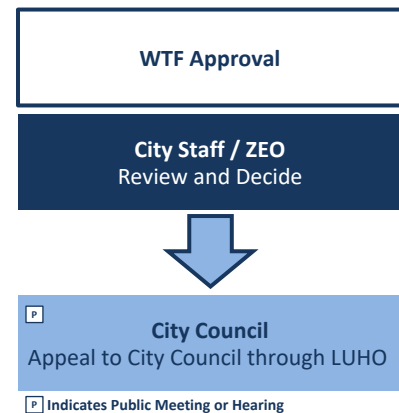 WTF Approval
City Staff / ZEO
Review and Decide
P
City Council
Appeal to City Council through LUHO
P Indicates Public Meeting or Hearing